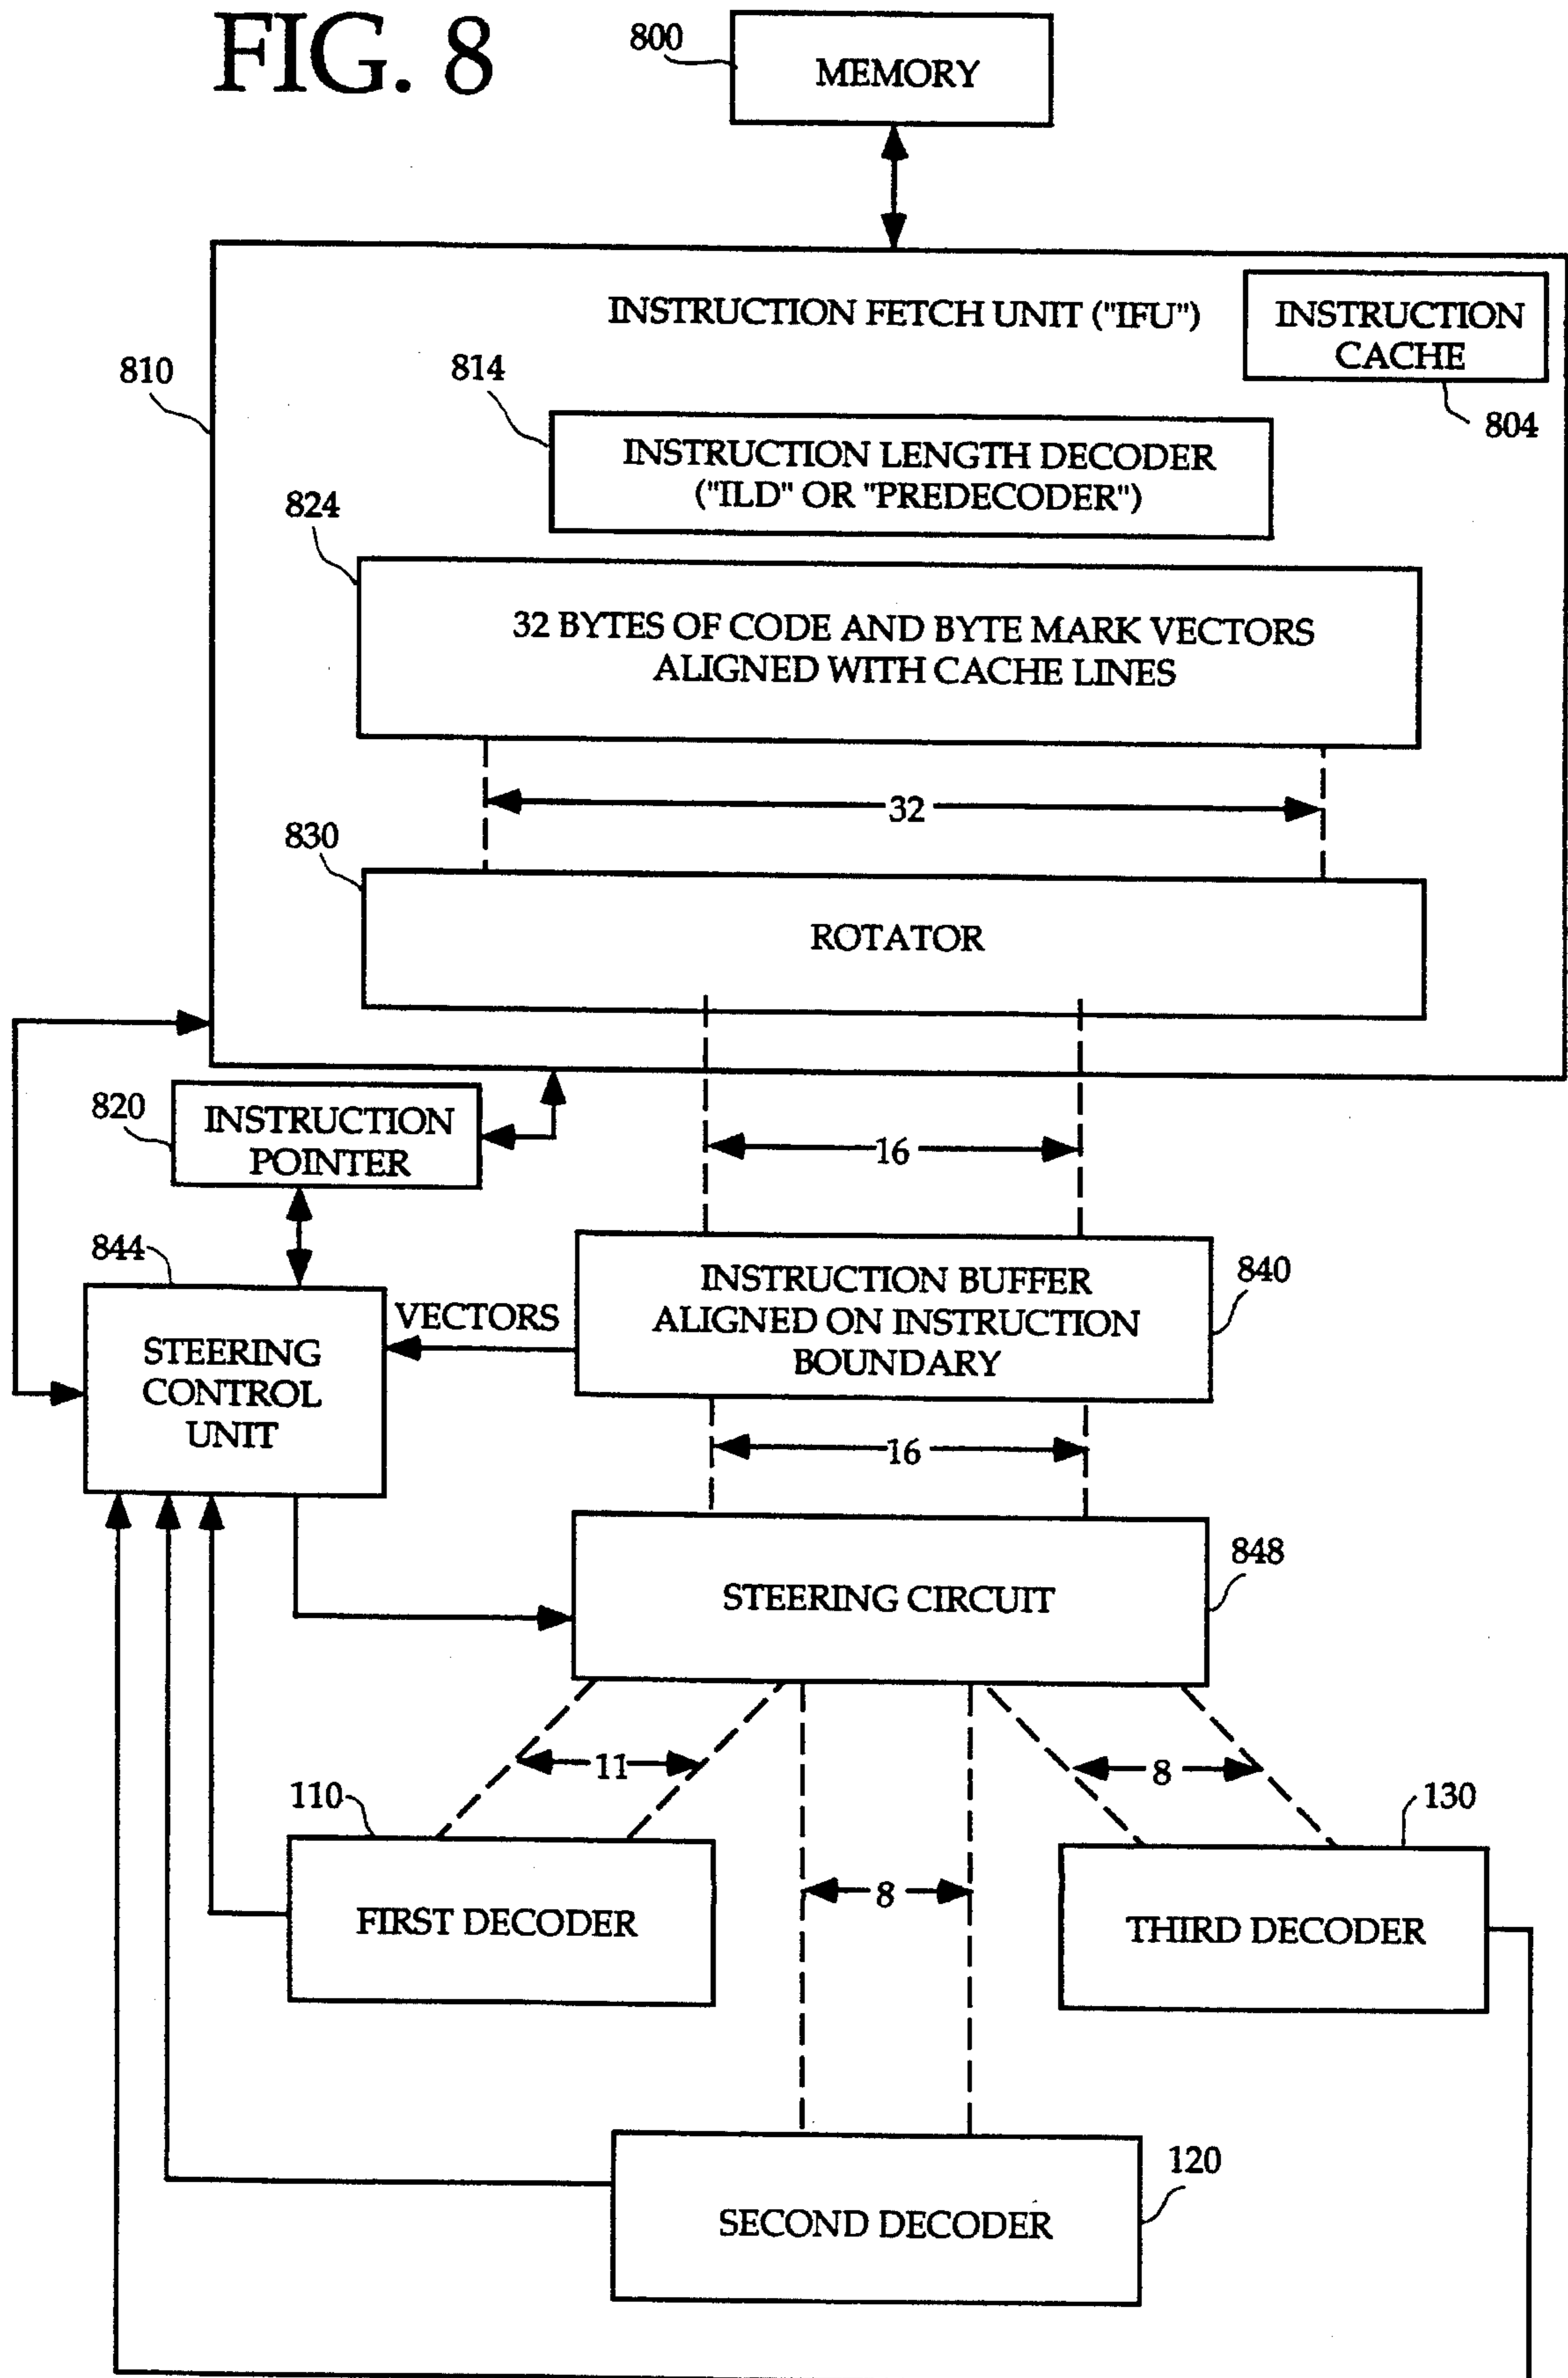 FIG. 8
800
MEMORY
INSTRUCTION FETCH UNIT ("IFU")
INSTRUCTION
CACHE
804
810
814
INSTRUCTION LENGTH DECODER
("ILD" OR "PREDECODER")
824
32 BYTES OF CODE AND BYTE MARK VECTORS
ALIGNED WITH CACHE LINES
32
830
ROTATOR
820
INSTRUCTION
POINTER
16
844
STEERING
CONTROL
UNIT
VECTORS
INSTRUCTION BUFFER
ALIGNED ON INSTRUCTION
BOUNDARY
840
16
STEERING CIRCUIT
848
11
8
110
FIRST DECODER
8
130
THIRD DECODER
120
SECOND DECODER